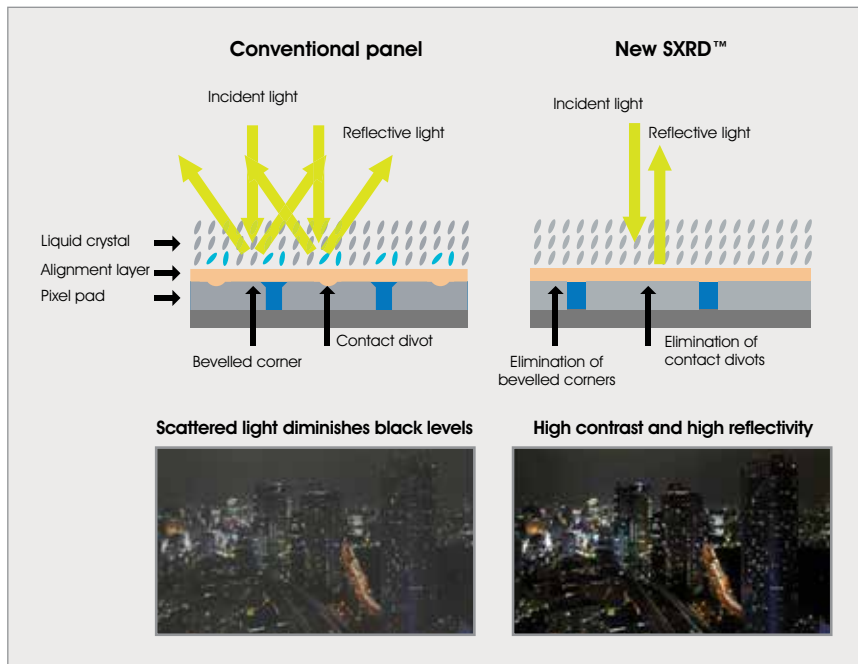 Conventional panel
Incident light
Reflective light
Liquid crystal
Alignment layer
Pixel pad
Bevelled corner
Contact divot
Scattered light diminishes black levels
New SXRD™
Incident light
Reflective light
Elimination of
bevelled corners
Elimination of
contact divots
High contrast and high reflectivity